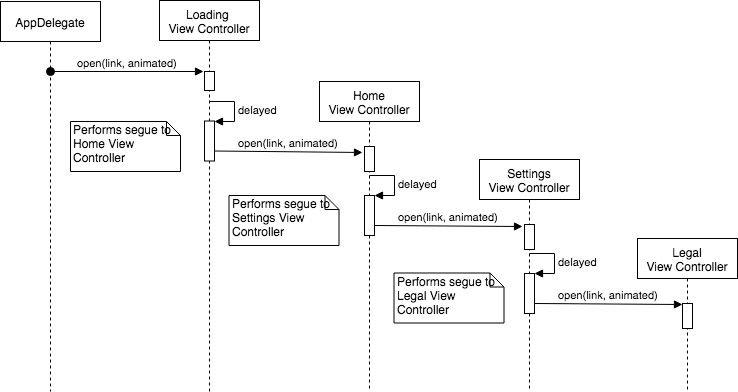 AppDelegate
Loading
View Controller
open(link, animated)
delayed
Home
View Controller
Performs segue to
Home View
Controller
open(link, animated)
Settings
View Controller
delayed
Performs segue to
Settings View
Controller
open(link, animated)
Legal
View Controller
delayed
Performs segue to
Legal View
Controller
open(link, animated)